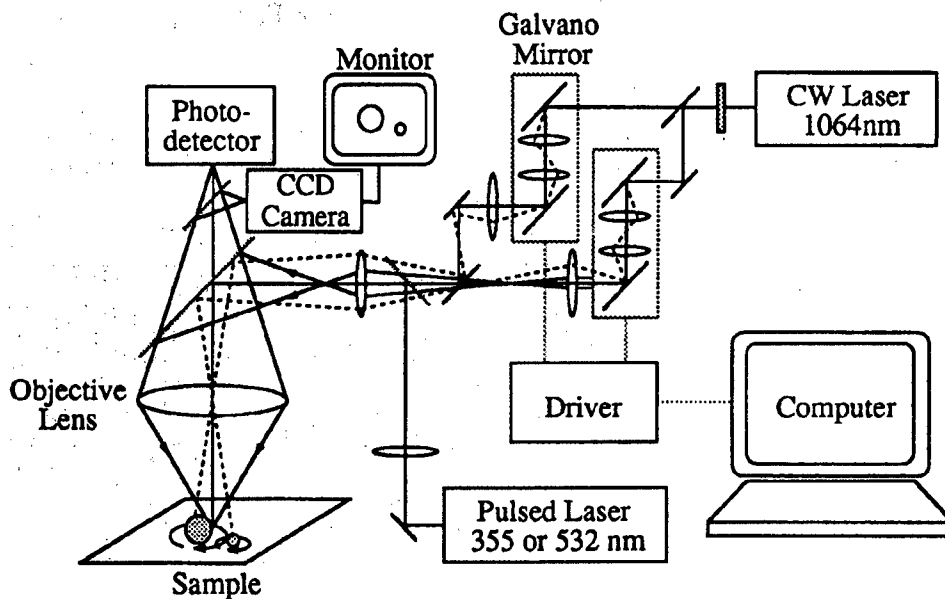 Galvano
Mirror
Monitor
Photo-
detector
CW Laser
1064nm
CCD
Camera
Objective
Lens
Driver
Computer
Pulsed Laser
355 or 532 nm
Sample